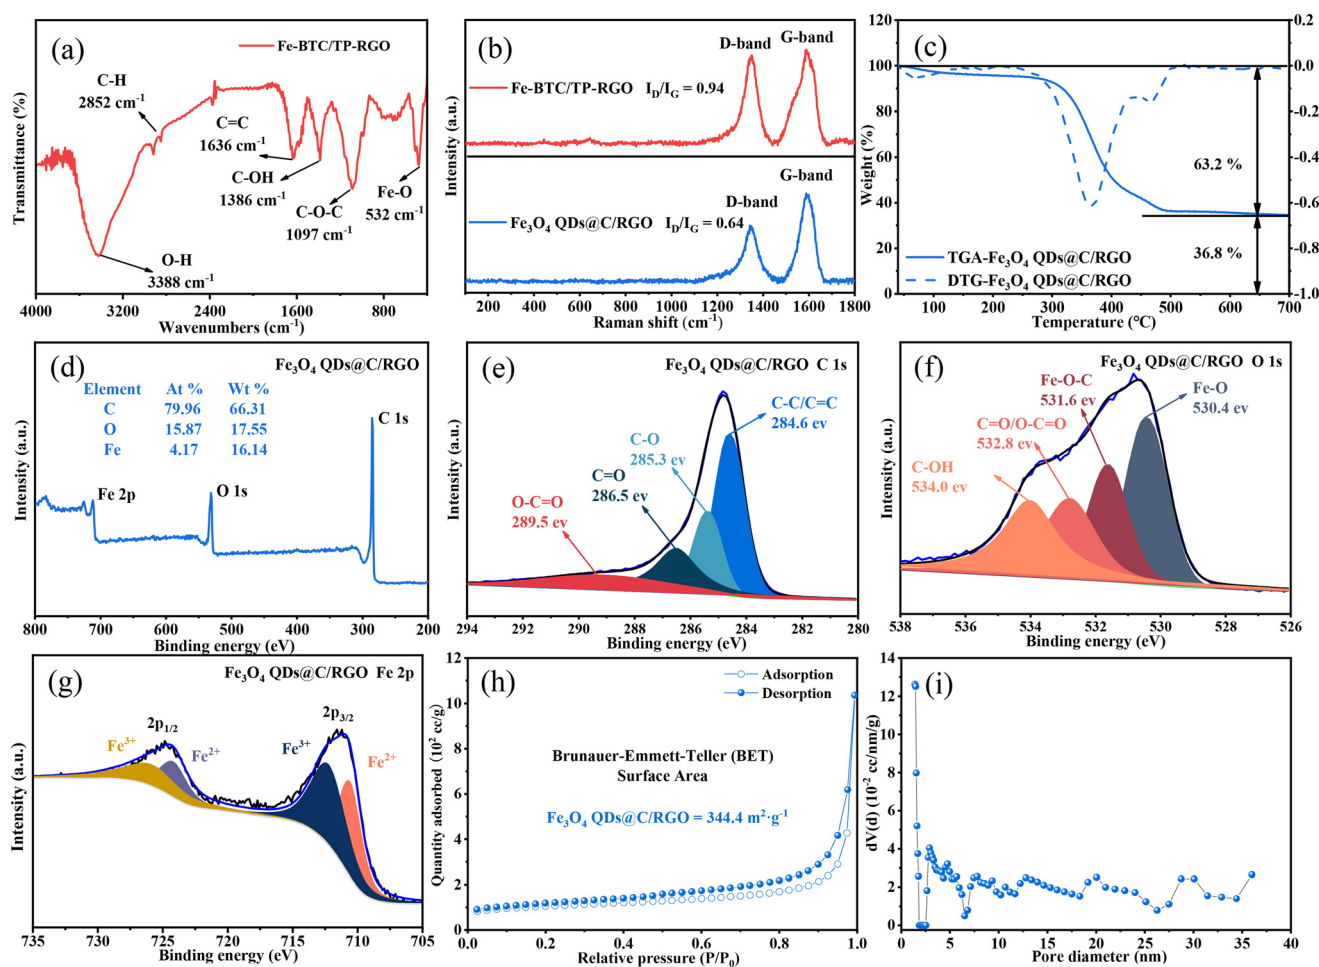 (a)
Fe-BTC/TP-RGO
C-H
2852 cm-1
C=C
1636 cm-1
C-OH
1386 cm-1
C-O-C
1097 cm-1
Fe-O
532 cm-1
O-H
3388 cm-1
Transmittance (%)
4000 3200 2400 1600 800
Wavenumbers (cm-1)
(b)
D-band
G-band
Fe-BTC/TP-RGO ID/IG = 0.94
G-band
D-band
Fe3O4 QDs@C/RGO ID/IG = 0.64
Intensity (a.u.)
200 400 600 800 1000 1200 1400 1600 1800
Raman shift (cm-1)
(c)
120
100
80
60
40
20
0
Weight (%)
0.2
0.0
-0.2
-0.4
-0.6
-0.8
-1.0
63.2 %
36.8 %
TGA-Fe3O4 QDs@C/RGO
DTG-Fe3O4 QDs@C/RGO
100 200 300 400 500 600 700
Temperature (℃)
(d)
Fe3O4 QDs@C/RGO
Element At % Wt %
C 79.96 66.31
O 15.87 17.55
Fe 4.17 16.14
C 1s
Fe 2p
O 1s
Intensity (a.u.)
800 700 600 500 400 300 200
Binding energy (eV)
(e)
Fe3O4 QDs@C/RGO C 1s
C-C/C=C
284.6 ev
C-O
285.3 ev
C=O
286.5 ev
O-C=O
289.5 ev
Intensity (a.u.)
294 292 290 288 286 284 282 280
Binding energy (eV)
(f)
Fe3O4 QDs@C/RGO O 1s
Fe-O-C
531.6 ev
Fe-O
530.4 ev
C=O/O-C=O
532.8 ev
C-OH
534.0 ev
Intensity (a.u.)
538 536 534 532 530 528 526
Binding energy (eV)
(g)
Fe3O4 QDs@C/RGO Fe 2p
2p1/2
2p3/2
Fe3+
Fe2+
Fe3+
Fe2+
Intensity (a.u.)
735 730 725 720 715 710 705
Binding energy (eV)
(h)
Adsorption
Desorption
Brunauer-Emmett-Teller (BET)
Surface Area
Fe3O4 QDs@C/RGO = 344.4 m2·g-1
Quantity adsorbed (102 cc/g)
12
10
8
6
4
2
0
0.0 0.2 0.4 0.6 0.8 1.0
Relative pressure (P/P0)
(i)
dV(d) (10-2 cc/nm/g)
14
12
10
8
6
4
2
0
0 5 10 15 20 25 30 35 40
Pore diameter (nm)